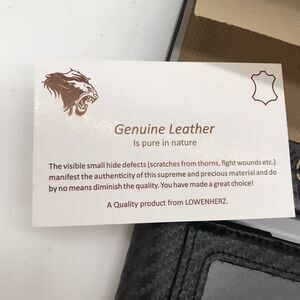 Genuine Leather
Is pure in nature
The visible small hide defects (scratches from thorns, fight wounds etc.)
manifest the authenticity of this supreme and precious material and do
by no means diminish the quality. You have made a great choice!
A Quality product from LOWENHERZ.